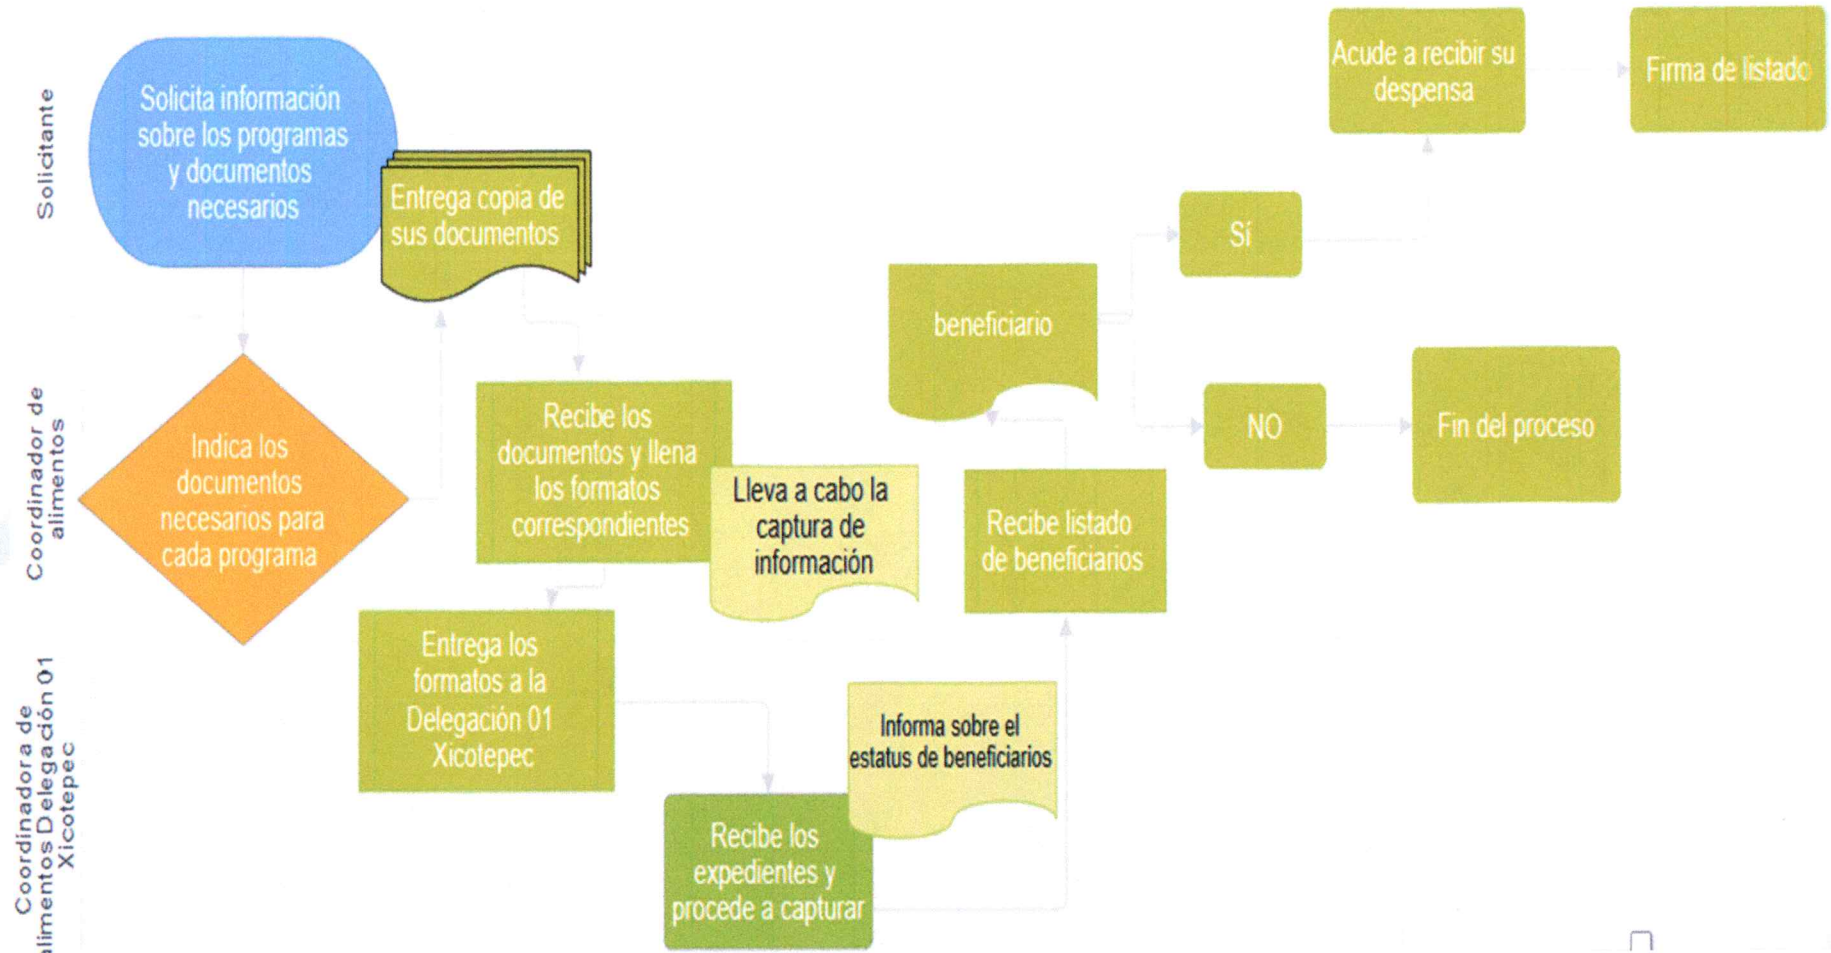 Solicitante
Solicita información
sobre los programas
y documentos
necesarios
Entrega copia de
sus documentos
Acude a recibir su
despensa
Firma de listado
Sí
beneficiario
Coordinador de
alimentos
Indica los
documentos
necesarios para
cada programa
Recibe los
documentos y llena
los formatos
correspondientes
Lleva a cabo la
captura de
información
Recibe listado
de beneficiarios
NO
Fin del proceso
Coordinadora de
alimentos Delegación 01
Xicotepec
Entrega los
formatos a la
Delegación 01
Xicotepec
Informa sobre el
estatus de beneficiarios
Recibe los
expedientes y
procede a capturar